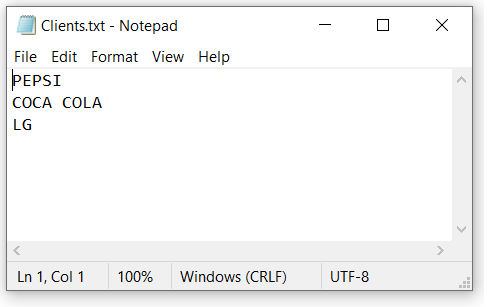 Clients.txt - Notepad
File Edit Format View Help
PEPSI
COCA COLA
LG
Ln 1, Col 1 100% Windows (CRLF) UTF-8